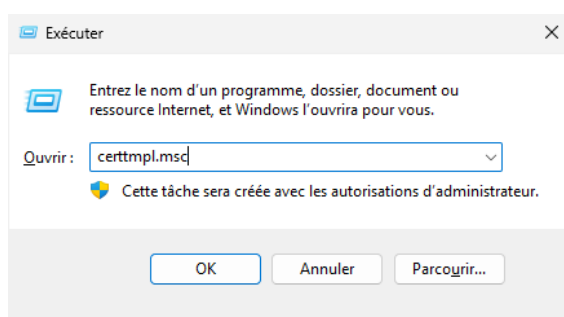 Exécuter
Entrez le nom d'un programme, dossier, document ou
ressource Internet, et Windows l'ouvrira pour vous.
Ouvrir : certtmpl.msc
Cette tâche sera créée avec les autorisations d'administrateur.
OK Annuler Parcourir...